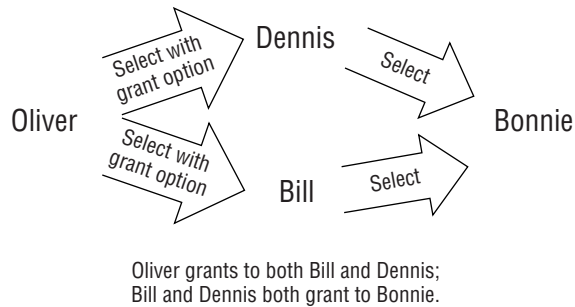 Dennis
Select with
grant option
Select
Oliver
Bonnie
Select with
grant option
Select
Bill
Oliver grants to both Bill and Dennis;
Bill and Dennis both grant to Bonnie.